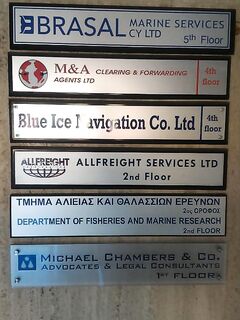 BRASAL MARINE SERVICES
CY LTD
5th Floor
M&A CLEARING & FORWARDING
AGENTS LTD
4th
floor
Blue Ice Navigation Co. Ltd
4th
floor
ALLFREIGHT
ALLFREIGHT SERVICES LTD
2nd Floor
ΤΜΗΜΑ ΑΛΙΕΙΑΣ ΚΑΙ ΘΑΛΑΣΣΙΩΝ ΕΡΕΥΝΩΝ
2ος ΟΡΟΦΟΣ
DEPARTMENT OF FISHERIES AND MARINE RESEARCH
2nd FLOOR
MICHAEL CHAMBERS & CO.
ADVOCATES & LEGAL CONSULTANTS
1ST FLOOR